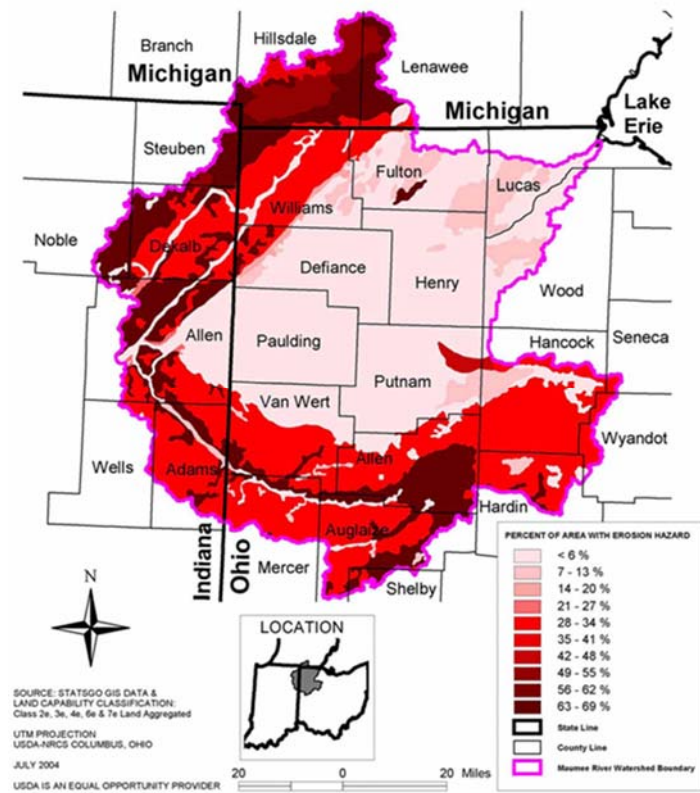 Branch
Hillsdale
Lenawee
Michigan
Michigan
Lake
Erie
Steuben
Fulton
Lucas
Williams
Noble
Dekalb
Defiance
Henry
Wood
Allen
Paulding
Hancock
Seneca
Putnam
Van Wert
Wyandot
Allen
Wells
Adams
Hardin
Auglaize
Indiana
Ohio
Mercer
Shelby
PERCENT OF AREA WITH EROSION HAZARD
< 6 %
7 - 13 %
14 - 20 %
21 - 27 %
28 - 34 %
35 - 41 %
42 - 48 %
49 - 55 %
56 - 62 %
63 - 69 %
State Line
County Line
Maumee River Watershed Boundary
N
LOCATION
SOURCE: STATSGO GIS DATA &
LAND CAPABILITY CLASSIFICATION:
Class 2e, 3e, 4e, 6e & 7e Land Aggregated
UTM PROJECTION
USDA-NRCS COLUMBUS, OHIO
JULY 2004
USDA IS AN EQUAL OPPORTUNITY PROVIDER
20 0 20 Miles